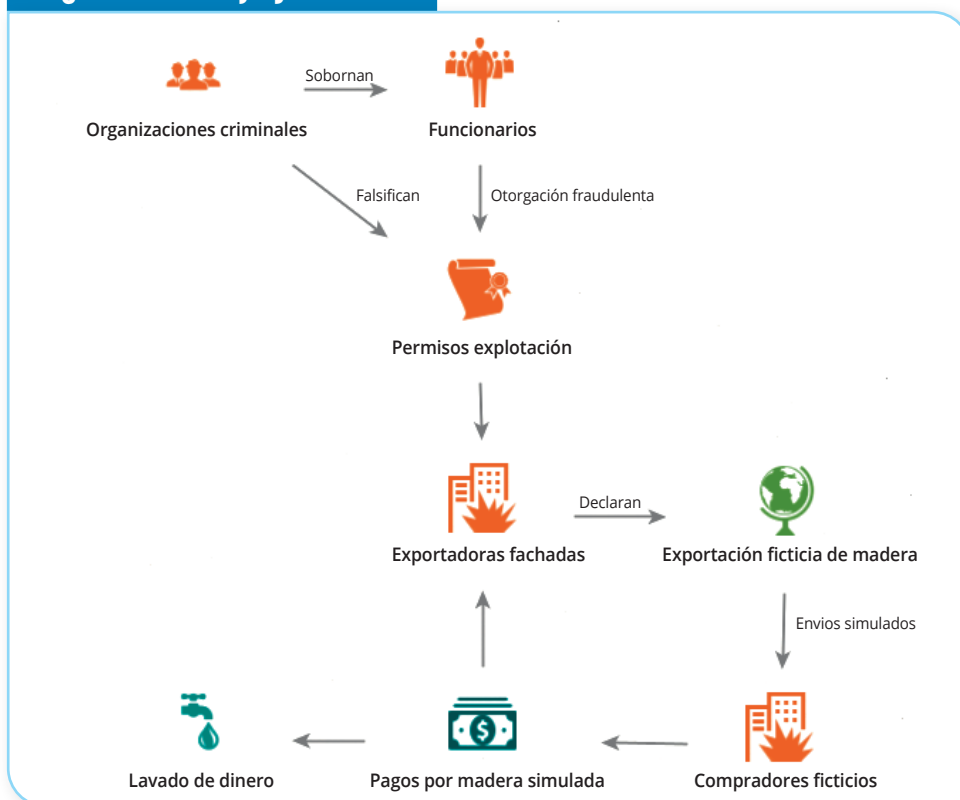 Sobornan
Organizaciones criminales
Funcionarios
Falsifican
Otorgación fraudulenta
Permisos explotación
Declaran
Exportadoras fachadas
Exportación ficticia de madera
Envios simulados
Lavado de dinero
Pagos por madera simulada
Compradores ficticios